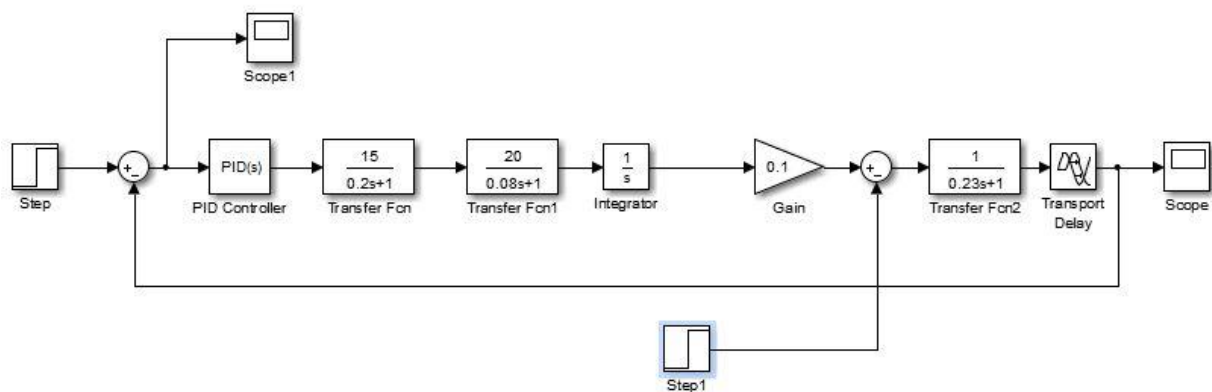 Scope1
Step
+
-
PID(s)
PID Controller
15
0.2s+1
Transfer Fcn
20
0.08s+1
Transfer Fcn1
1
s
Integrator
0.1
Gain
+
-
1
0.23s+1
Transfer Fcn2
Transport
Delay
Scope
Step1